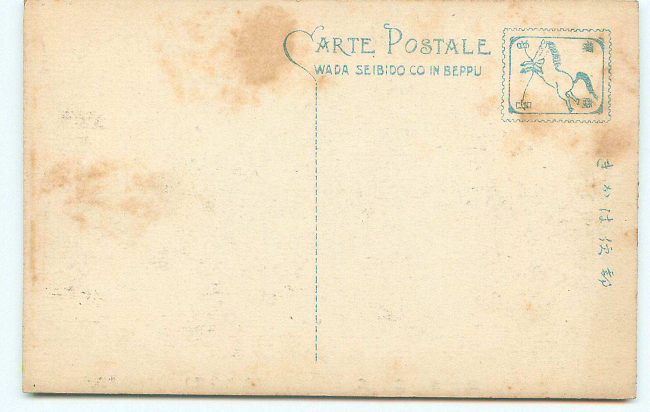 CARTE POSTALE
WADA SEIBIDO CO IN BEPPU
きかは便郵